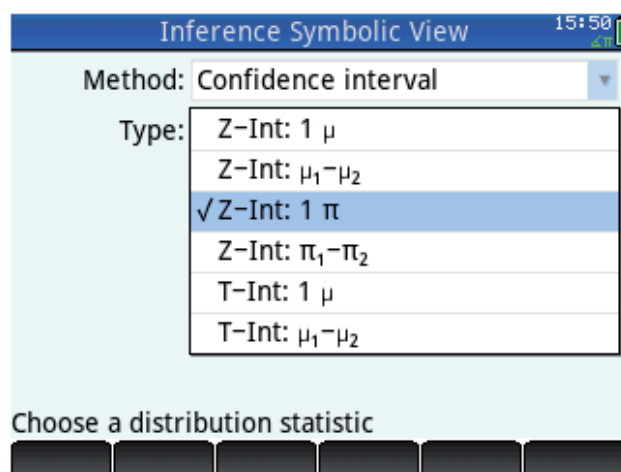 Inference Symbolic View 15:50
∡π
Method: Confidence interval
Type: Z-Int: 1 μ
Z-Int: μ₁-μ₂
√ Z-Int: 1 π
Z-Int: π₁-π₂
T-Int: 1 μ
T-Int: μ₁-μ₂
Choose a distribution statistic